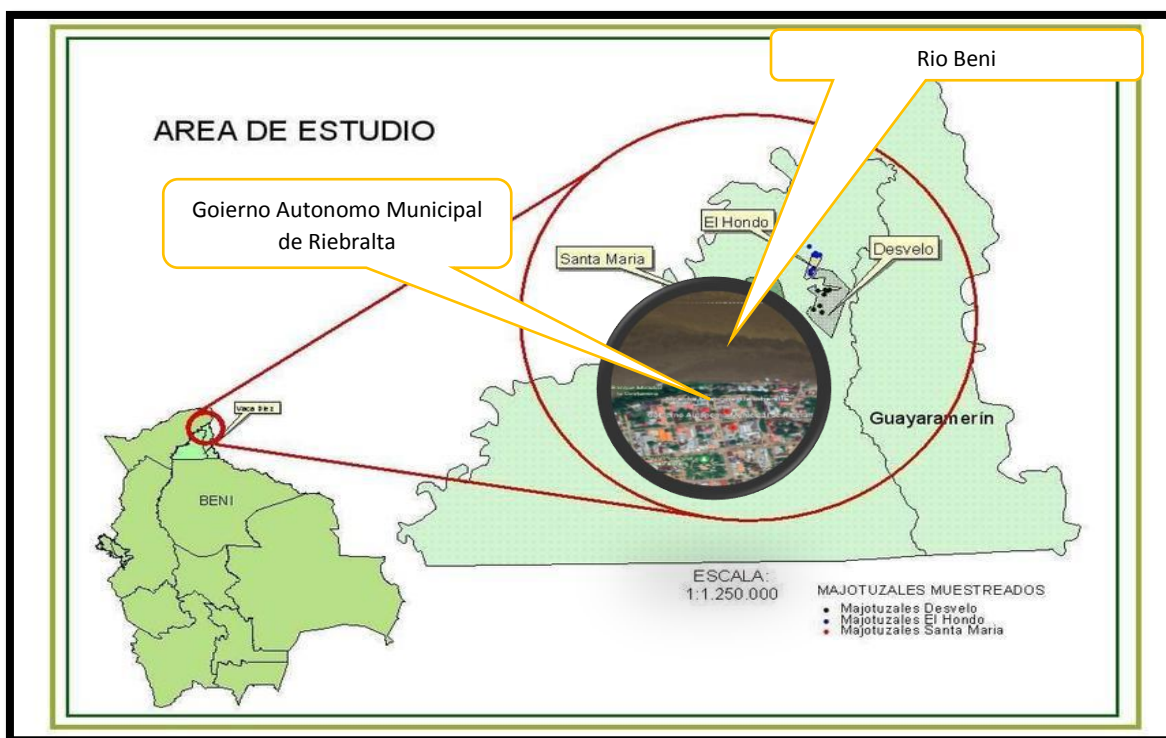 Rio Beni
AREA DE ESTUDIO
Goierno Autonomo Municipal
de Riebralta
El Hondo
Desvelo
Santa Maria
Guayaramerín
Vaca Diez
BENI
ESCALA:
1:1.250.000
MAJOTUZALES MUESTREADOS
Majotuzales Desvelo
Majotuzales El Hondo
Majotuzales Santa Maria